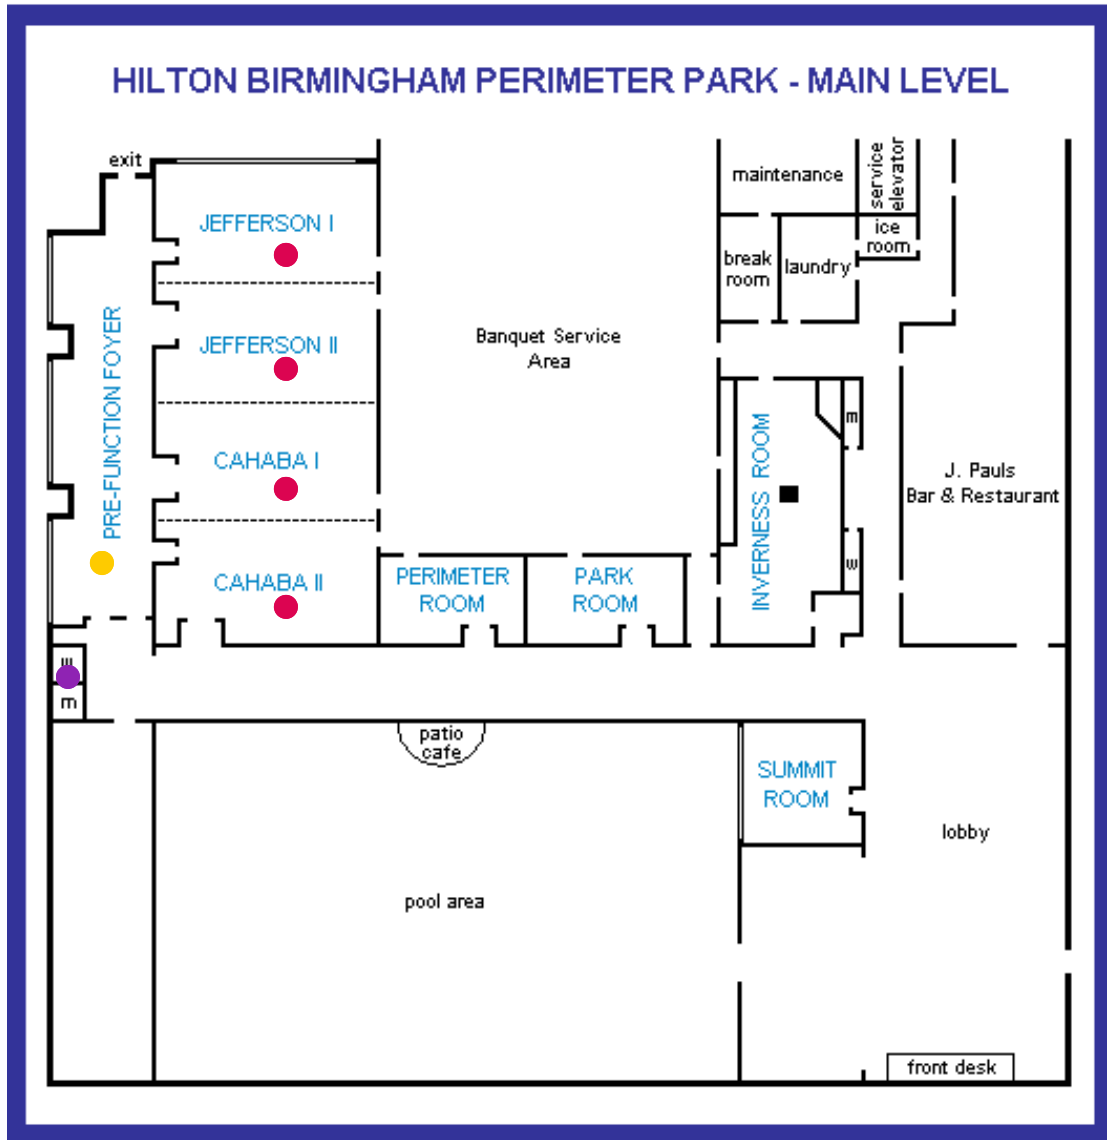 HILTON BIRMINGHAM PERIMETER PARK - MAIN LEVEL
exit
maintenance
service
elevator
JEFFERSON I
ice
room
break
room
laundry
PRE-FUNCTION FOYER
JEFFERSON II
Banquet Service
Area
m
INVERNESS ROOM
CAHABA I
J. Pauls
Bar & Restaurant
w
CAHABA II
PERIMETER
ROOM
PARK
ROOM
w
m
patio
cafe
SUMMIT
ROOM
lobby
pool area
front desk